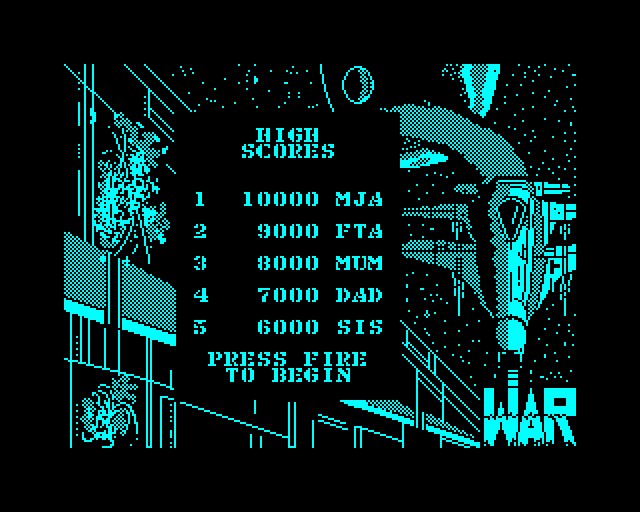 HIGH
SCORES
1 10000 MJA
2 9000 FTA
3 8000 MUM
4 7000 DAD
5 6000 SIS
PRESS FIRE
TO BEGIN
WAR